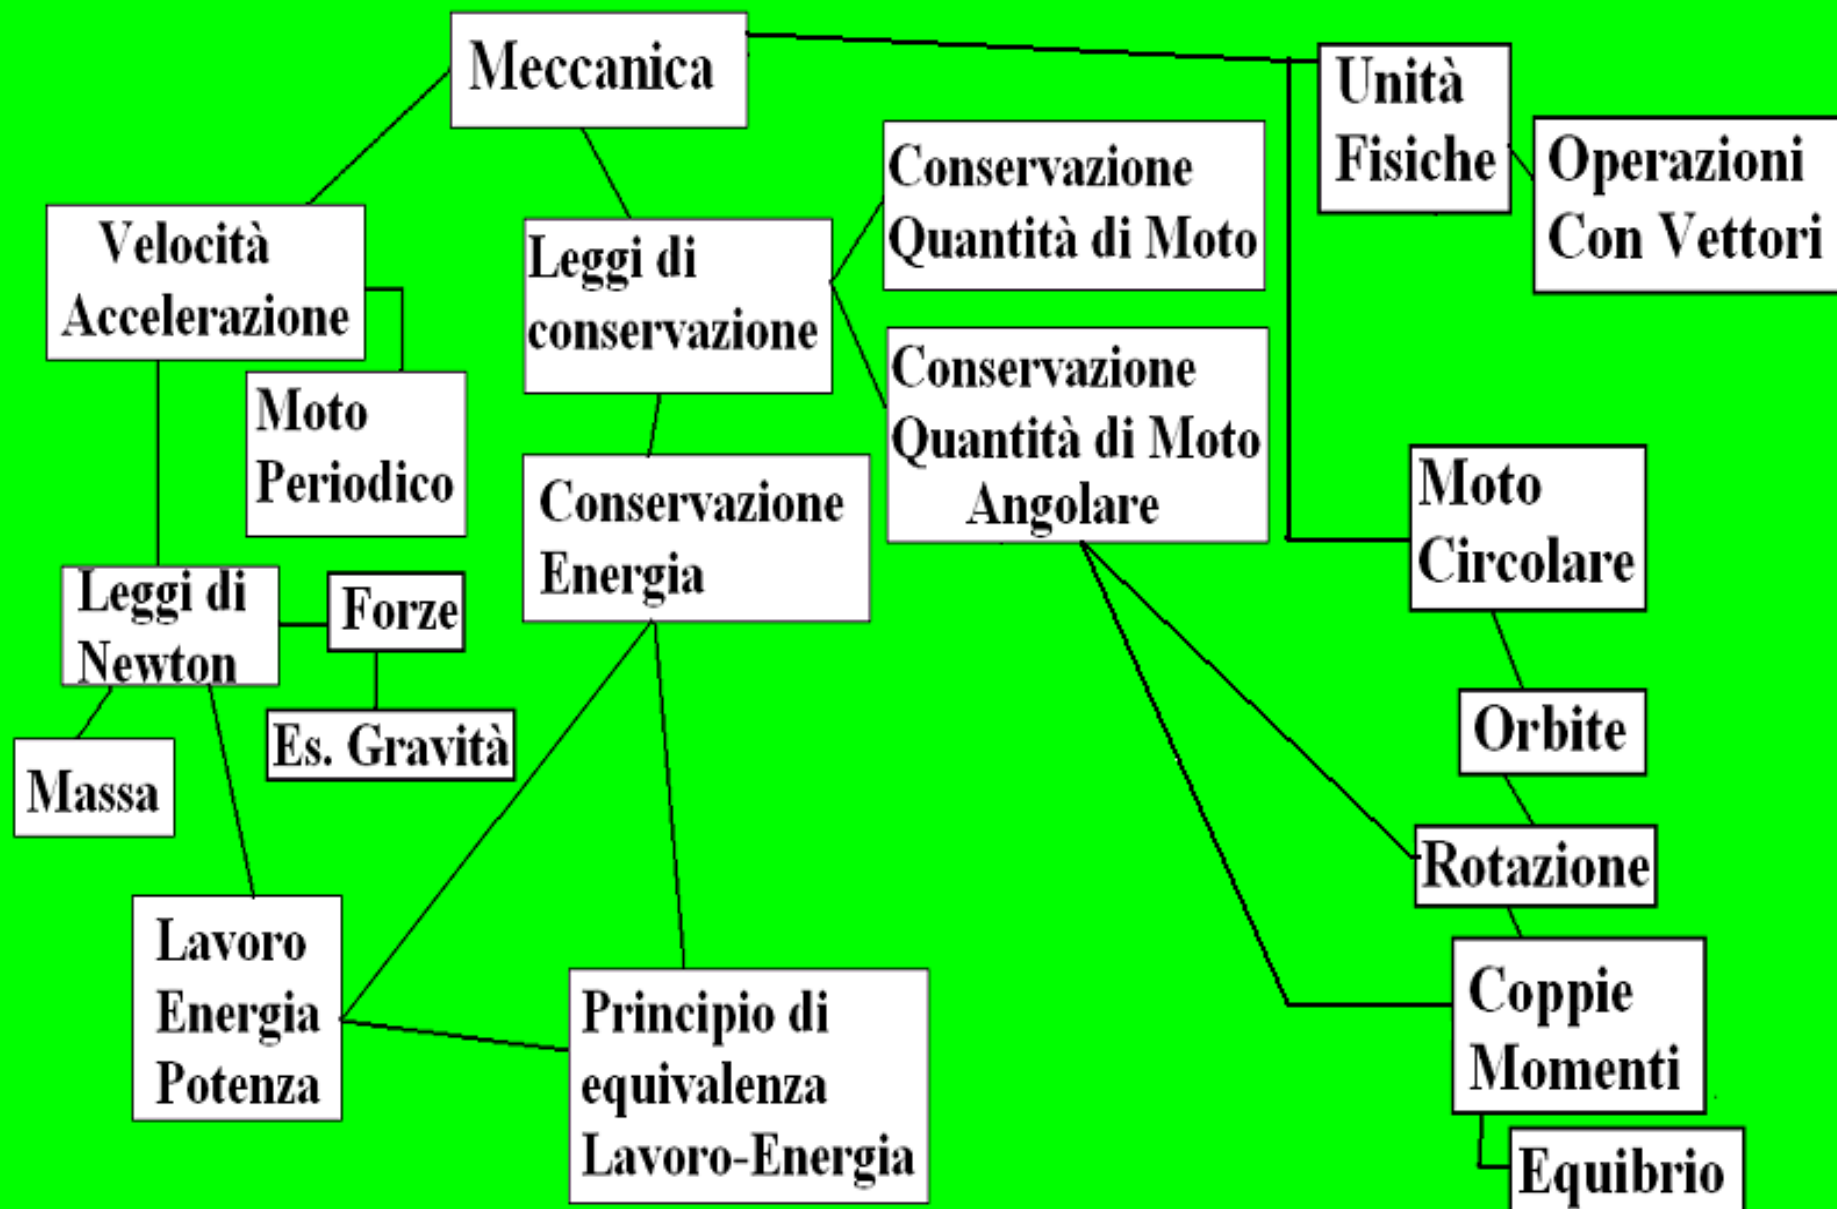 Meccanica
Unità
Fisiche
Operazioni
Con Vettori
Velocità
Accelerazione
Leggi di
conservazione
Conservazione
Quantità di Moto
Conservazione
Quantità di Moto
Angolare
Moto
Periodico
Conservazione
Energia
Moto
Circolare
Leggi di
Newton
Forze
Es. Gravità
Massa
Orbite
Rotazione
Lavoro
Energia
Potenza
Principio di
equivalenza
Lavoro-Energia
Coppie
Momenti
Equibrio